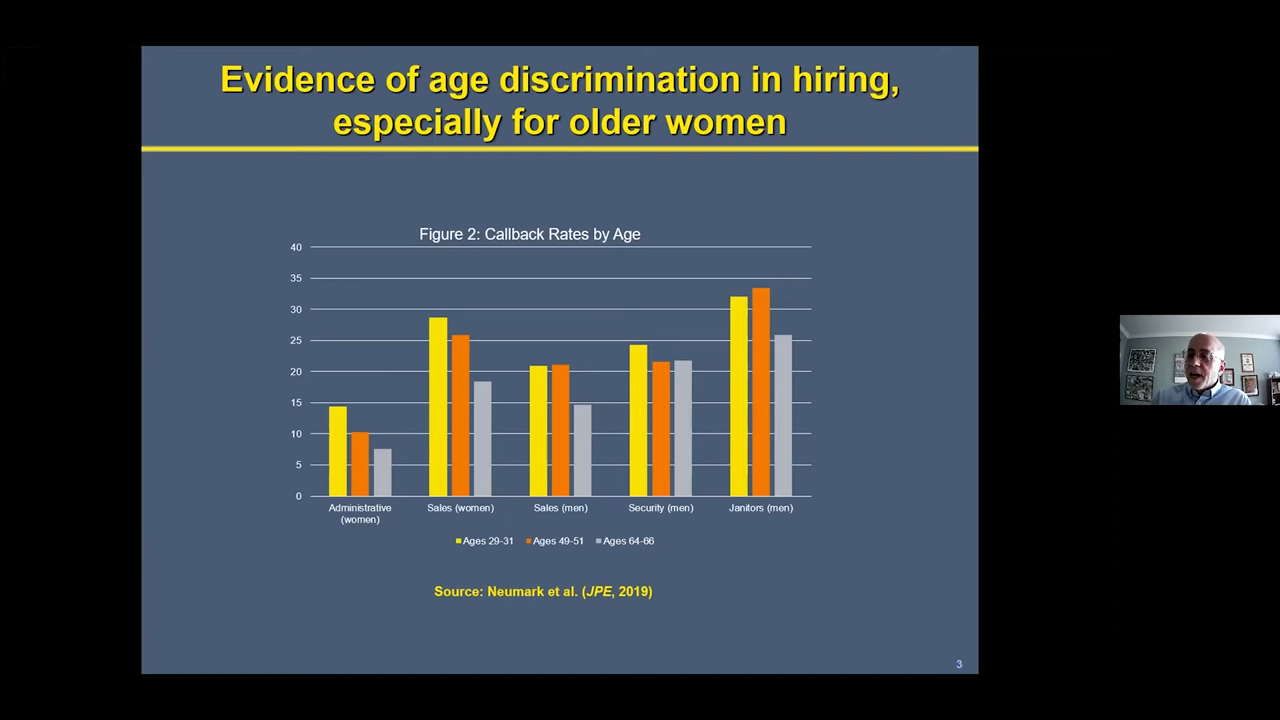 Evidence of age discrimination in hiring,
especially for older women
Figure 2: Callback Rates by Age
40
35
30
25
20
15
10
5
0
Administrative
(women)
Sales (women)
Sales (men)
Security (men)
Janitors (men)
Ages 29-31 Ages 49-51 Ages 64-66
Source: Neumark et al. (JPE, 2019)
3